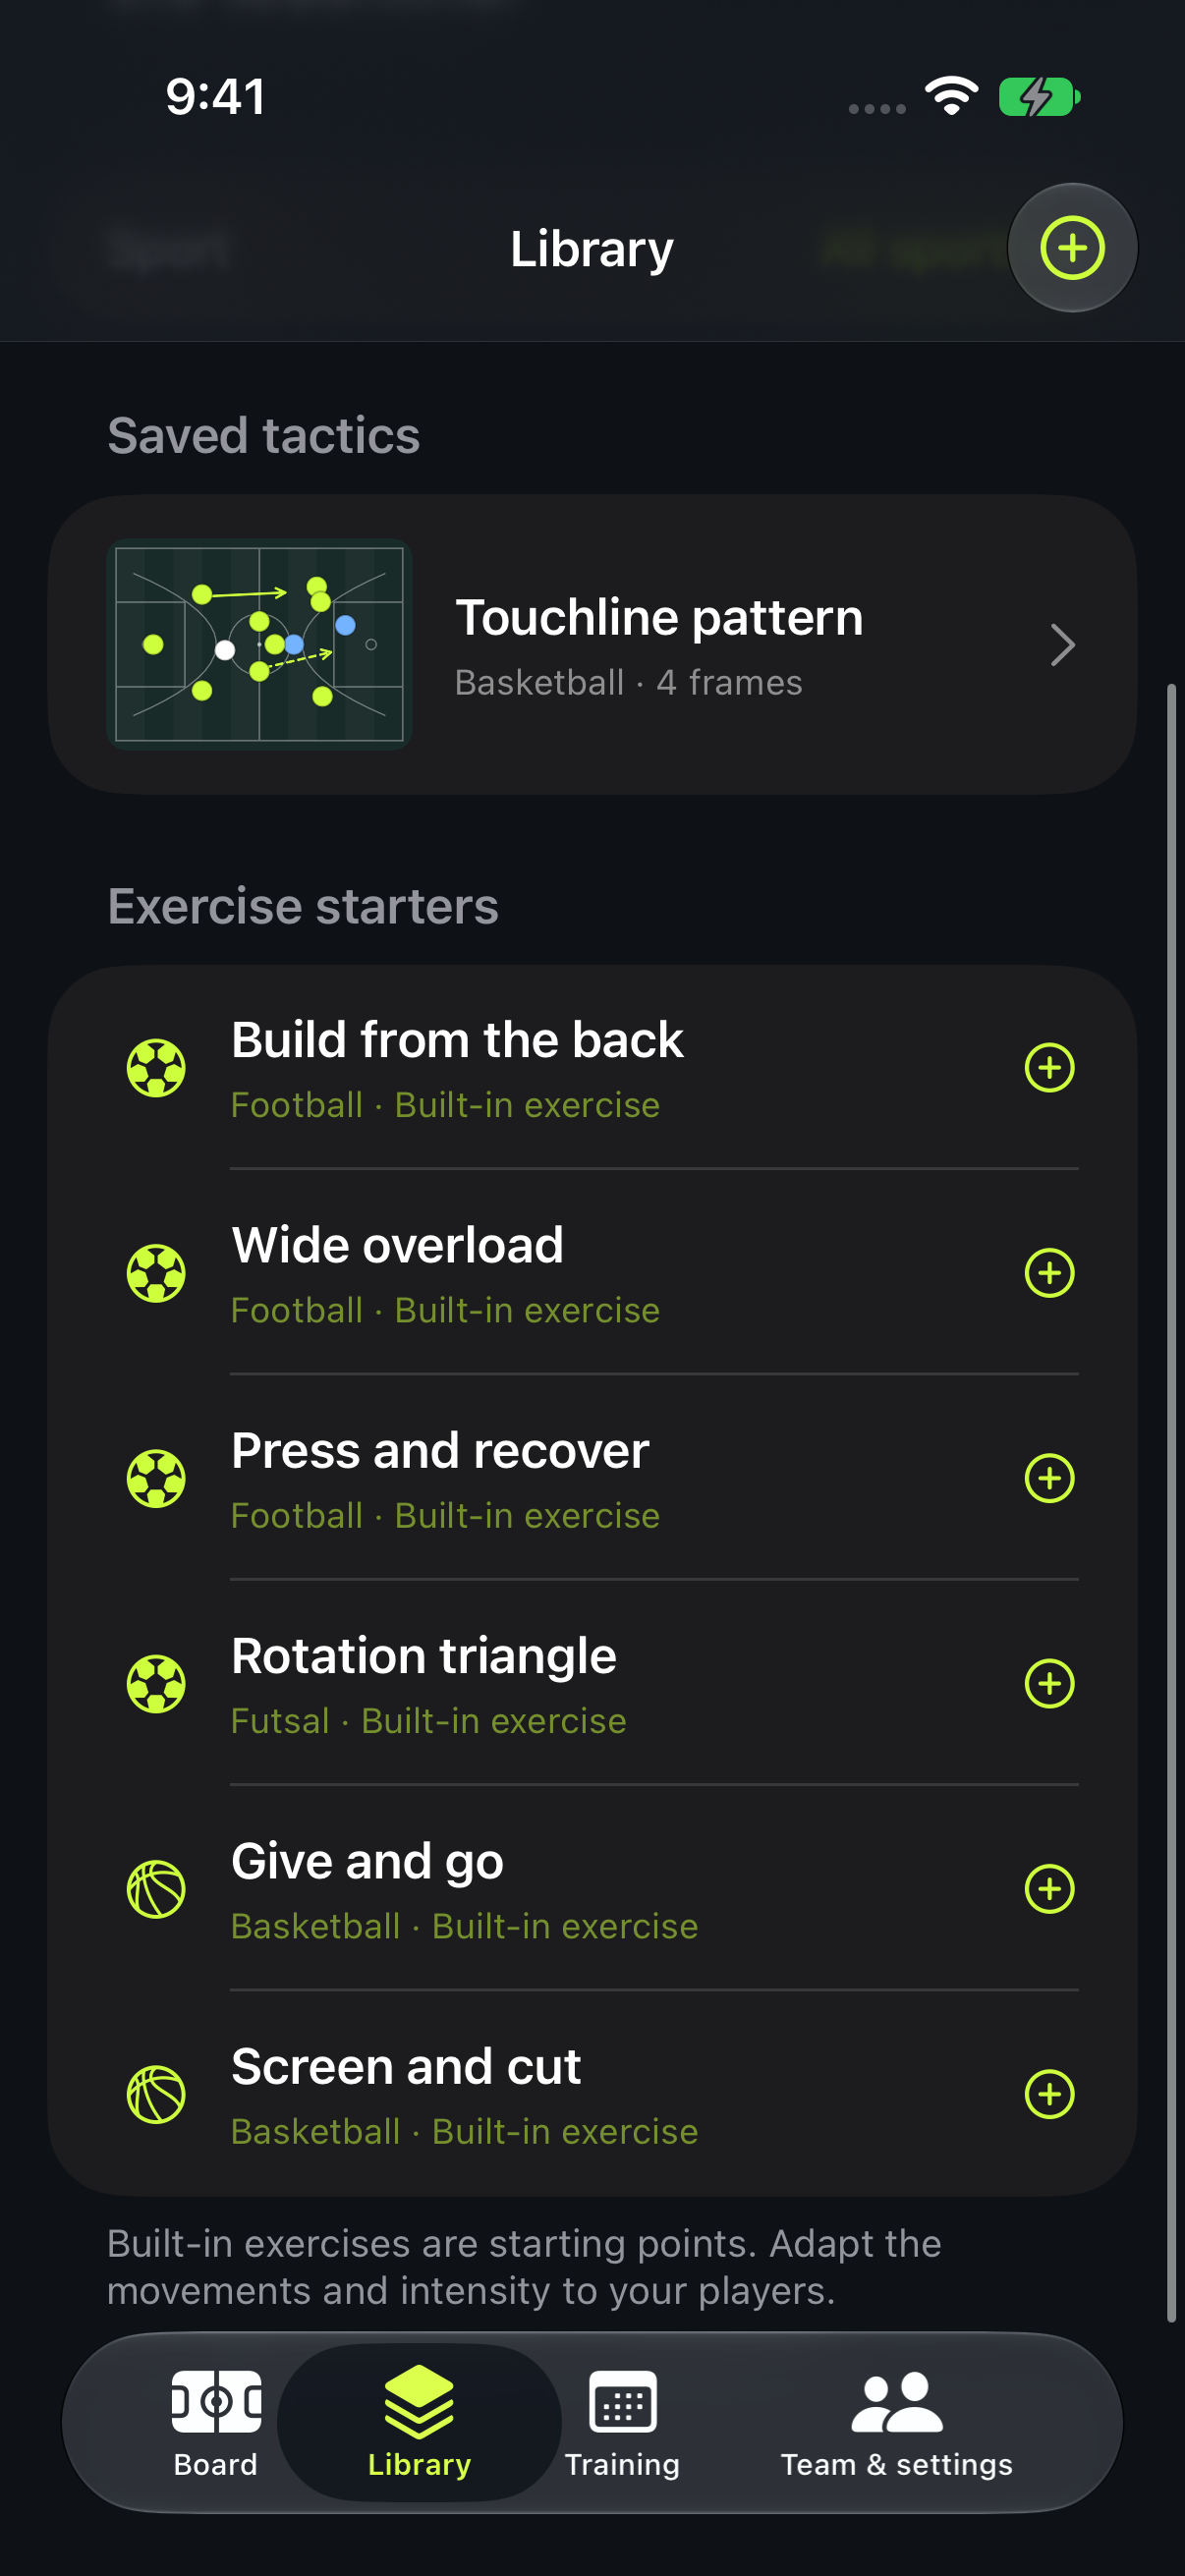 9:41
Library
Saved tactics
Touchline pattern
Basketball · 4 frames
Exercise starters
Build from the back
Football · Built-in exercise
Wide overload
Football · Built-in exercise
Press and recover
Football · Built-in exercise
Rotation triangle
Futsal · Built-in exercise
Give and go
Basketball · Built-in exercise
Screen and cut
Basketball · Built-in exercise
Built-in exercises are starting points. Adapt the
movements and intensity to your players.
Board
Library
Training
Team & settings